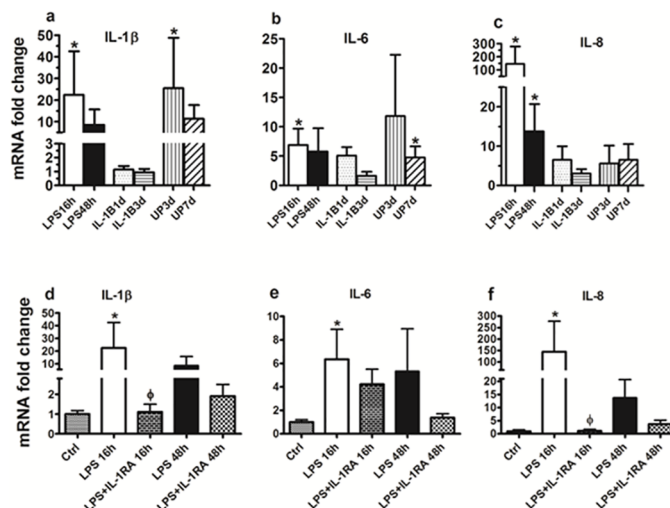 a b c
IL-1β IL-6 IL-8
mRNA fold change
50 40 30 20 10 3 2 1 0
* *
LPS16h LPS48h IL-1B1d IL-1B3d UP3d UP7d
25 20 15 10 5 0
* *
LPS16h LPS48h IL-1B1d IL-1B3d UP3d UP7d
300 200 100 20 10 0
* *
LPS16h LPS48h IL-1B1d IL-1B3d UP3d UP7d
d e f
IL-1β IL-6 IL-8
mRNA fold change
50 40 30 20 10 2 1 0
* ϕ
Ctrl LPS 16h LPS+IL-1RA 16h LPS 48h LPS+IL-1RA 48h
10 8 6 4 2 0
*
Ctrl LPS 16h LPS+IL-1RA 16h LPS 48h LPS+IL-1RA 48h
300 250 200 150 100 50 25 20 15 10 5 0
* ϕ
Ctrl LPS 16h LPS+IL-1RA 16h LPS 48h LPS+IL-1RA 48h